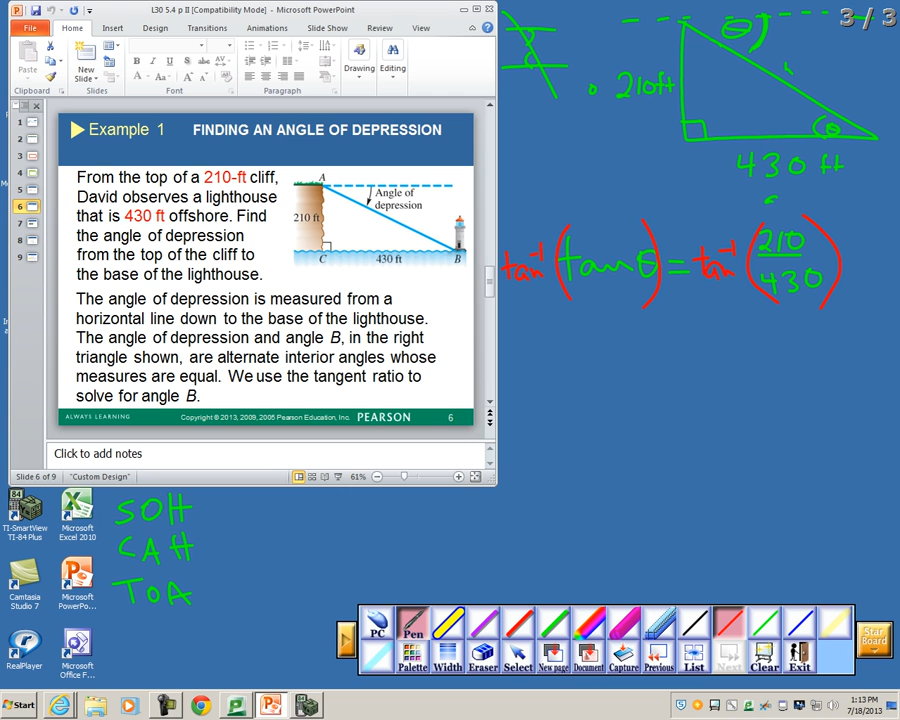 L30 5.4 p II [Compatibility Mode] - Microsoft PowerPoint
3 / 3
File Home Insert Design Transitions Animations Slide Show Review View
Paste
New
Slide
Drawing
Editing
Clipboard Slides Font Paragraph
1
2
3
4
5
6
7
8
9
Example 1 FINDING AN ANGLE OF DEPRESSION
From the top of a 210-ft cliff,
David observes a lighthouse
that is 430 ft offshore. Find
the angle of depression
from the top of the cliff to
the base of the lighthouse.
A
Angle of
depression
210 ft
C 430 ft B
The angle of depression is measured from a
horizontal line down to the base of the lighthouse.
The angle of depression and angle B, in the right
triangle shown, are alternate interior angles whose
measures are equal. We use the tangent ratio to
solve for angle B.
ALWAYS LEARNING Copyright © 2013, 2009, 2005 Pearson Education, Inc. PEARSON 6
Click to add notes
Slide 6 of 9 "Custom Design" 61%
θ
h
o 210ft
θ
430 ft
a
tan⁻¹(tan θ) = tan⁻¹(210/430)
TI-SmartView
TI-84 Plus
Microsoft
Excel 2010
Camtasia
Studio 7
Microsoft
PowerPo...
RealPlayer
Microsoft
Office F...
SOH
CAH
TOA
PC Pen
Palette Width Eraser Select New page Document Capture Previous List Next Clear Exit
Star
Board
Start
1:13 PM
7/18/2013